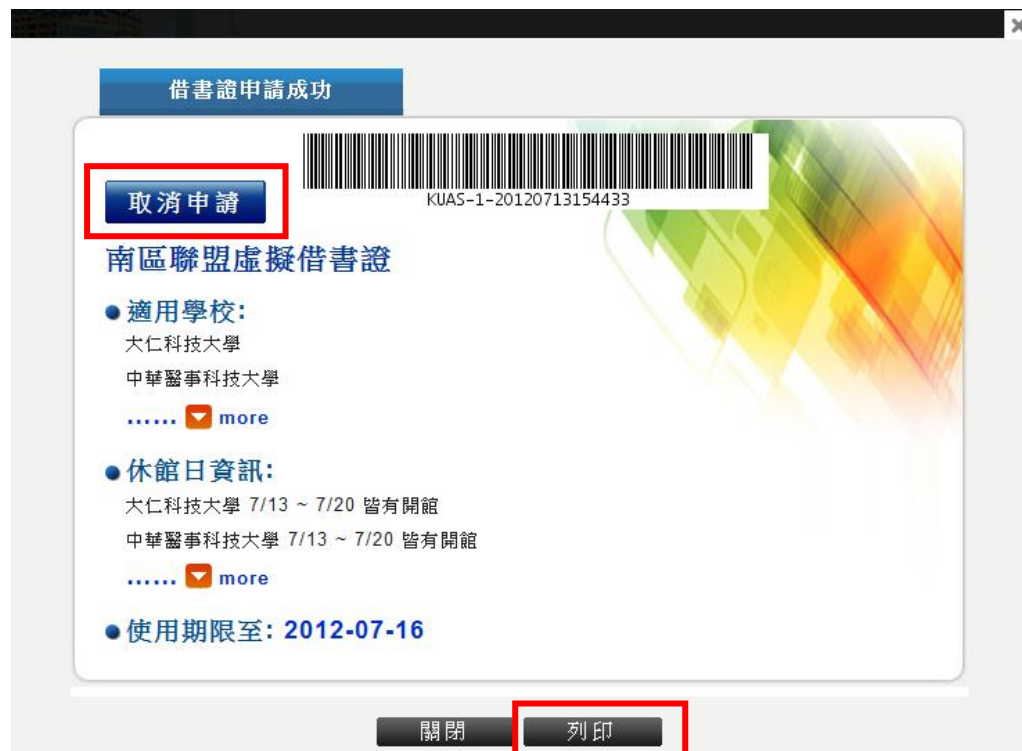 借書證申請成功
KUAS-1-20120713154433
取消申請
南區聯盟虛擬借書證
適用學校:
大仁科技大學
中華醫事科技大學
...... more
休館日資訊:
大仁科技大學 7/13 ~ 7/20 皆有開館
中華醫事科技大學 7/13 ~ 7/20 皆有開館
...... more
使用期限至: 2012-07-16
關閉 列印